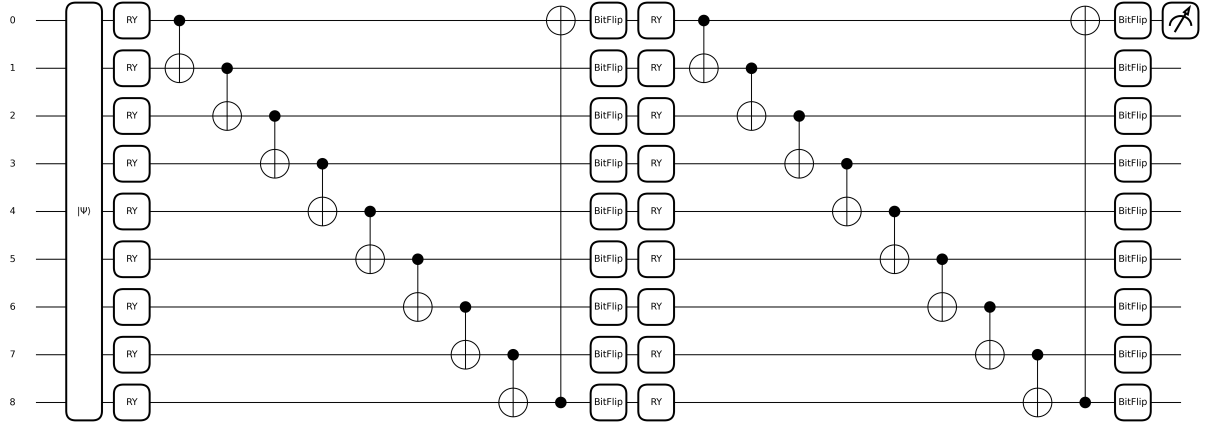 0 RY BitFlip RY BitFlip
1 RY BitFlip RY BitFlip
2 RY BitFlip RY BitFlip
3 RY BitFlip RY BitFlip
4 |Ψ⟩ RY BitFlip RY BitFlip
5 RY BitFlip RY BitFlip
6 RY BitFlip RY BitFlip
7 RY BitFlip RY BitFlip
8 RY BitFlip RY BitFlip